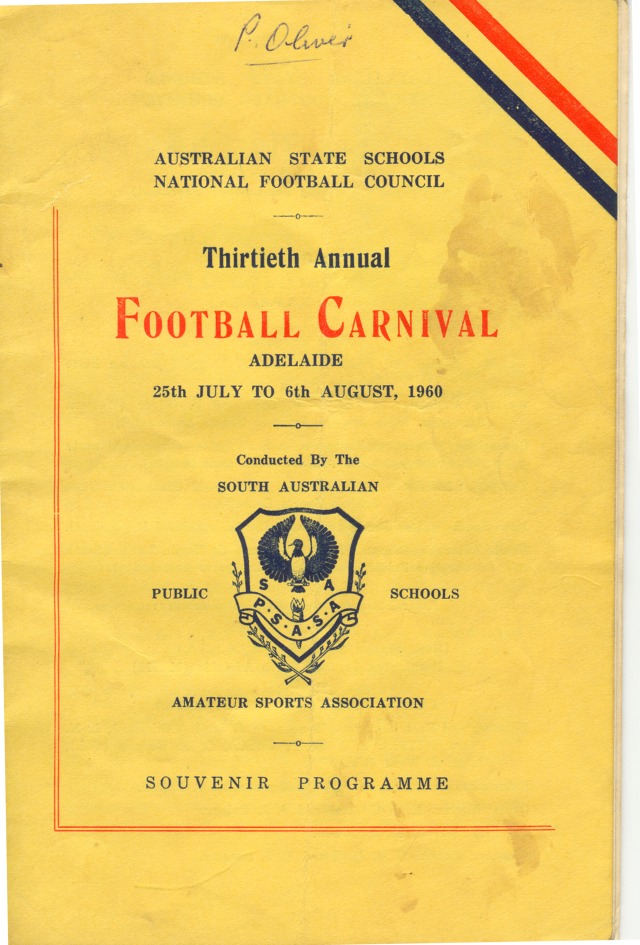 P. Oliver
AUSTRALIAN STATE SCHOOLS
NATIONAL FOOTBALL COUNCIL
Thirtieth Annual
FOOTBALL CARNIVAL
ADELAIDE
25th JULY TO 6th AUGUST, 1960
Conducted By The
SOUTH AUSTRALIAN
S A
PUBLIC SCHOOLS
P·S·A·S·A
AMATEUR SPORTS ASSOCIATION
SOUVENIR PROGRAMME